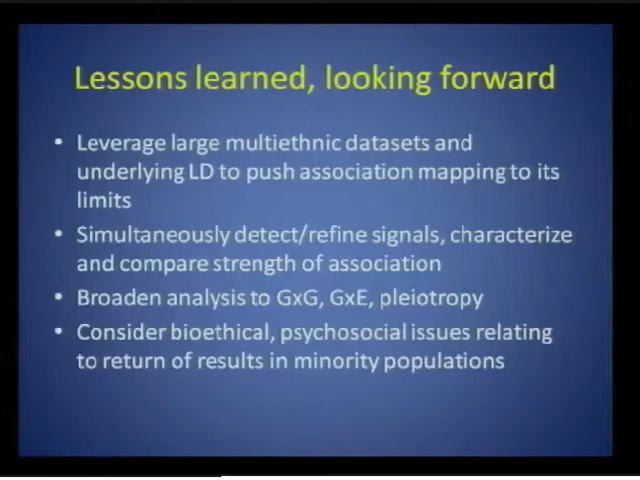 Lessons learned, looking forward
• Leverage large multiethnic datasets and
underlying LD to push association mapping to its
limits
• Simultaneously detect/refine signals, characterize
and compare strength of association
• Broaden analysis to GxG, GxE, pleiotropy
• Consider bioethical, psychosocial issues relating
to return of results in minority populations